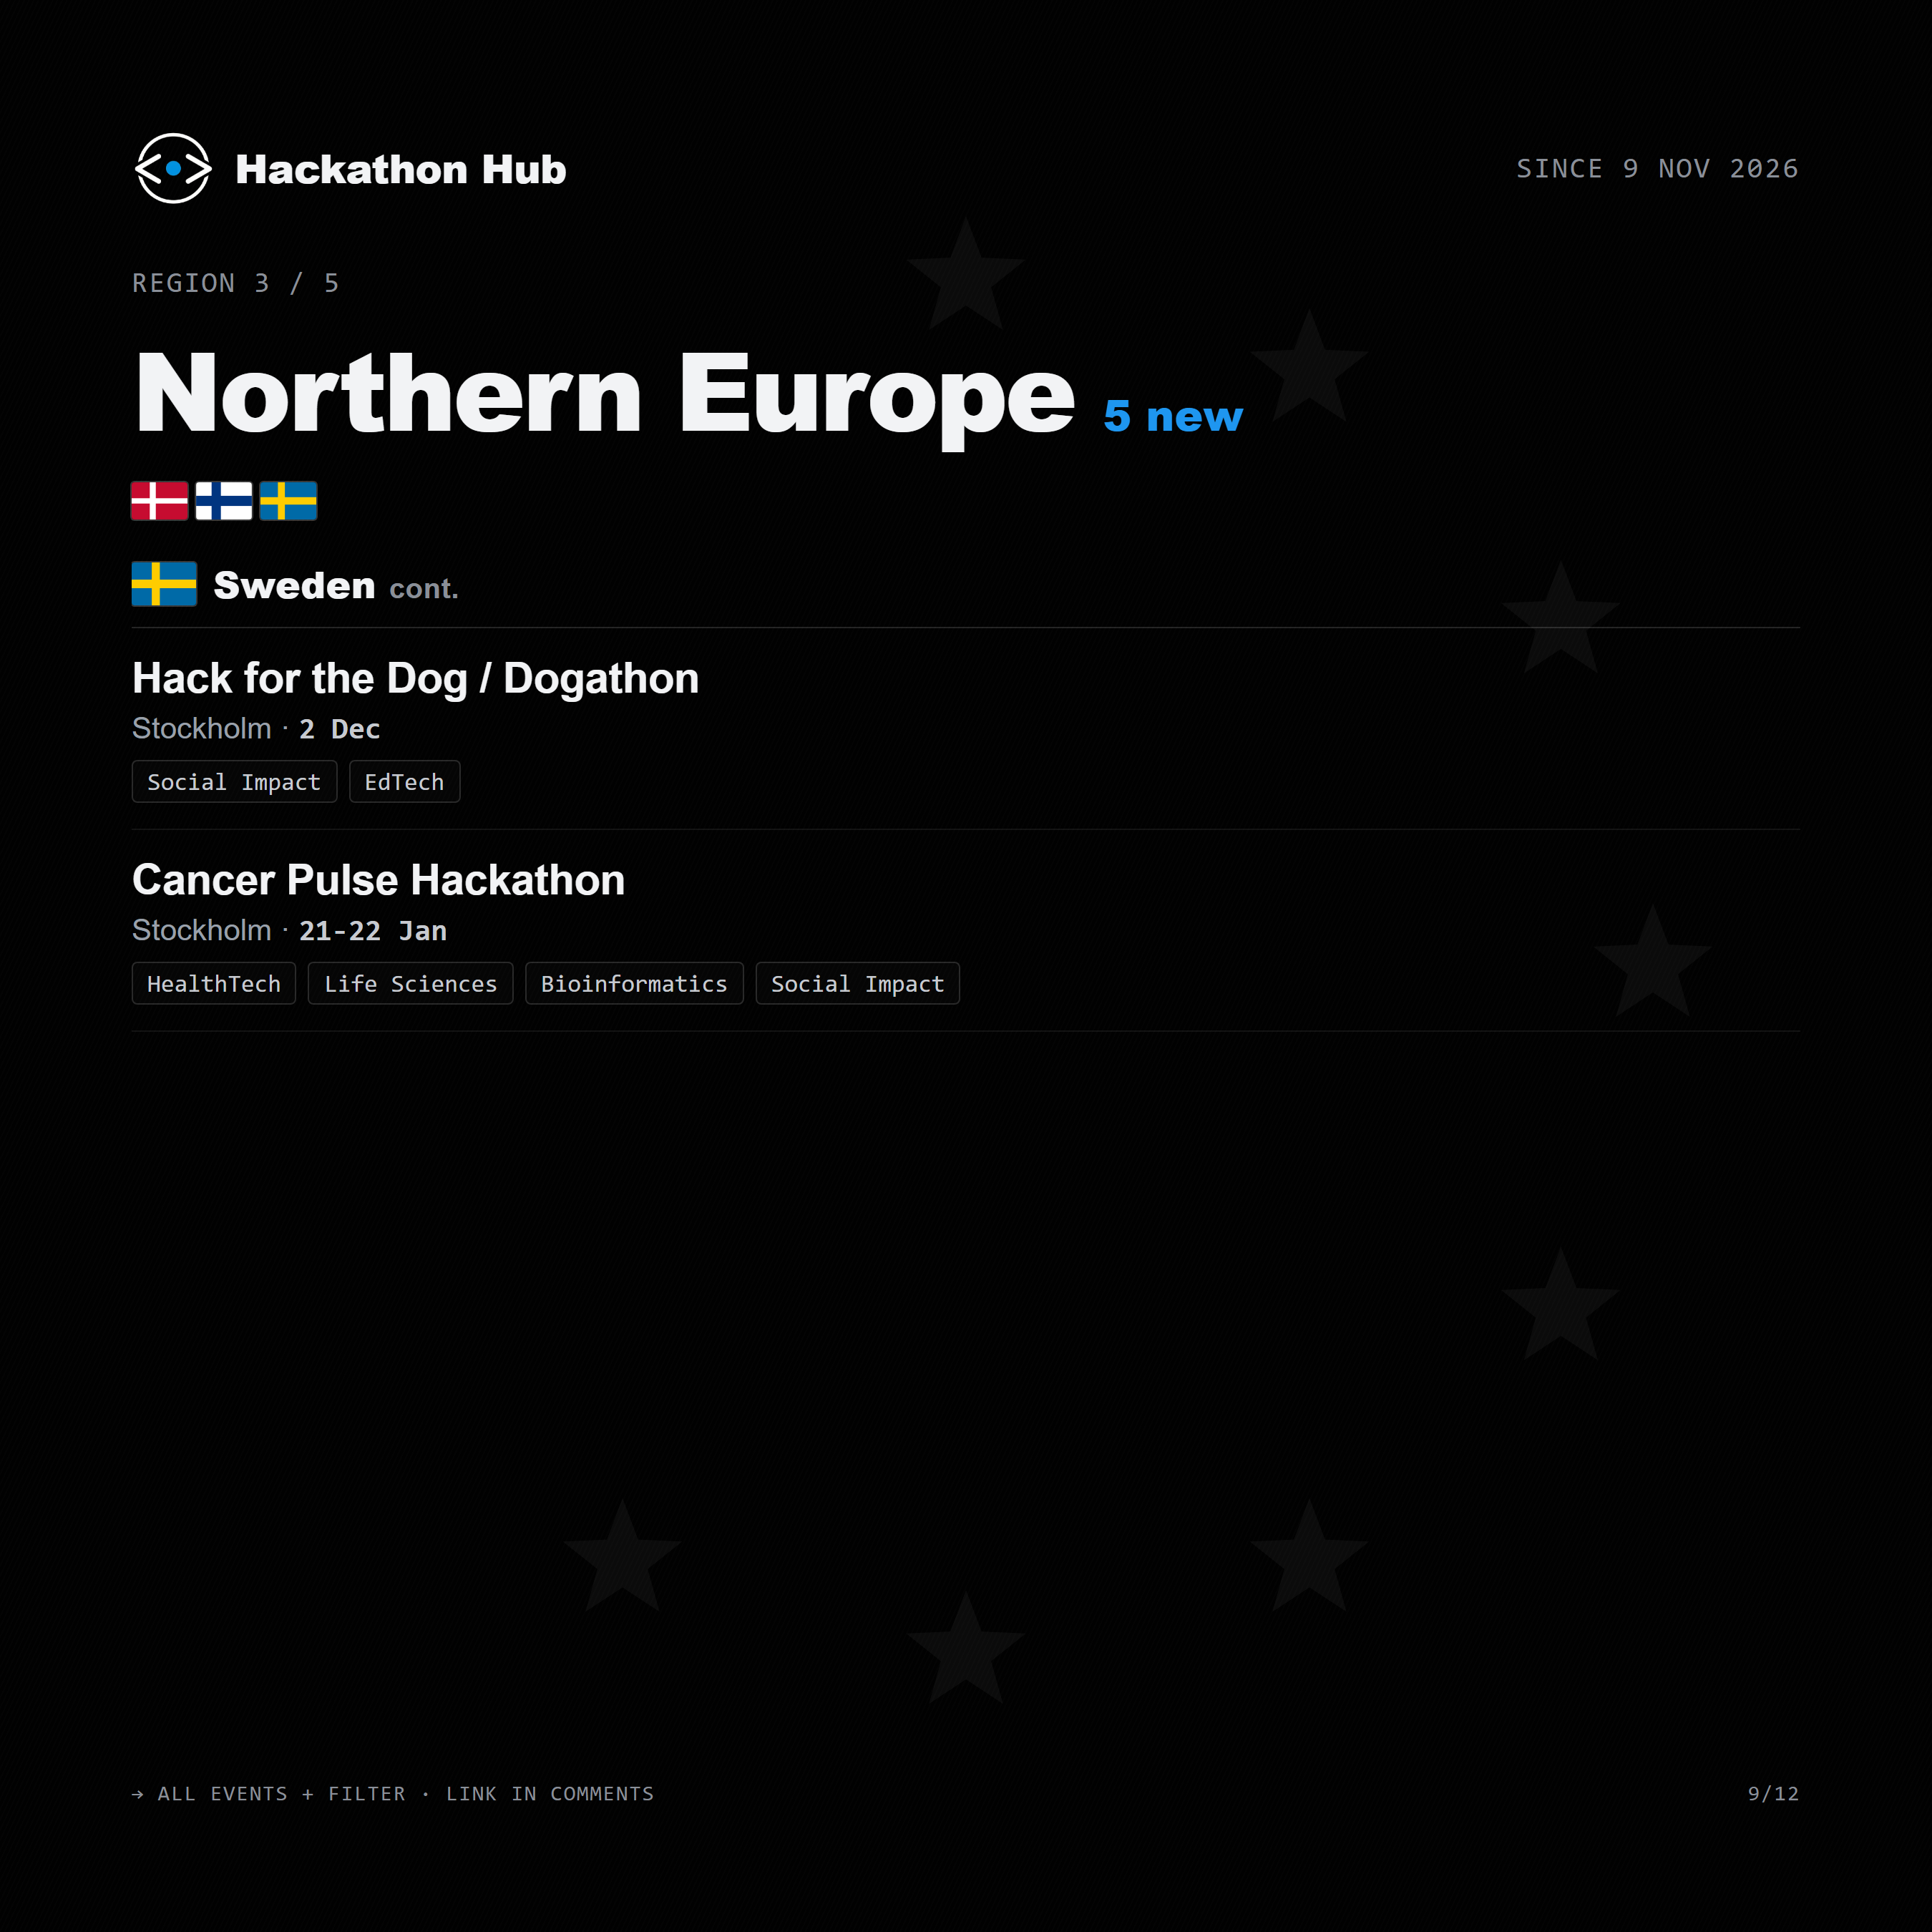 Hackathon Hub
SINCE 9 NOV 2026
REGION 3 / 5
Northern Europe 5 new
Sweden cont.
Hack for the Dog / Dogathon
Stockholm · 2 Dec
Social Impact EdTech
Cancer Pulse Hackathon
Stockholm · 21-22 Jan
HealthTech Life Sciences Bioinformatics Social Impact
→ ALL EVENTS + FILTER · LINK IN COMMENTS
9/12